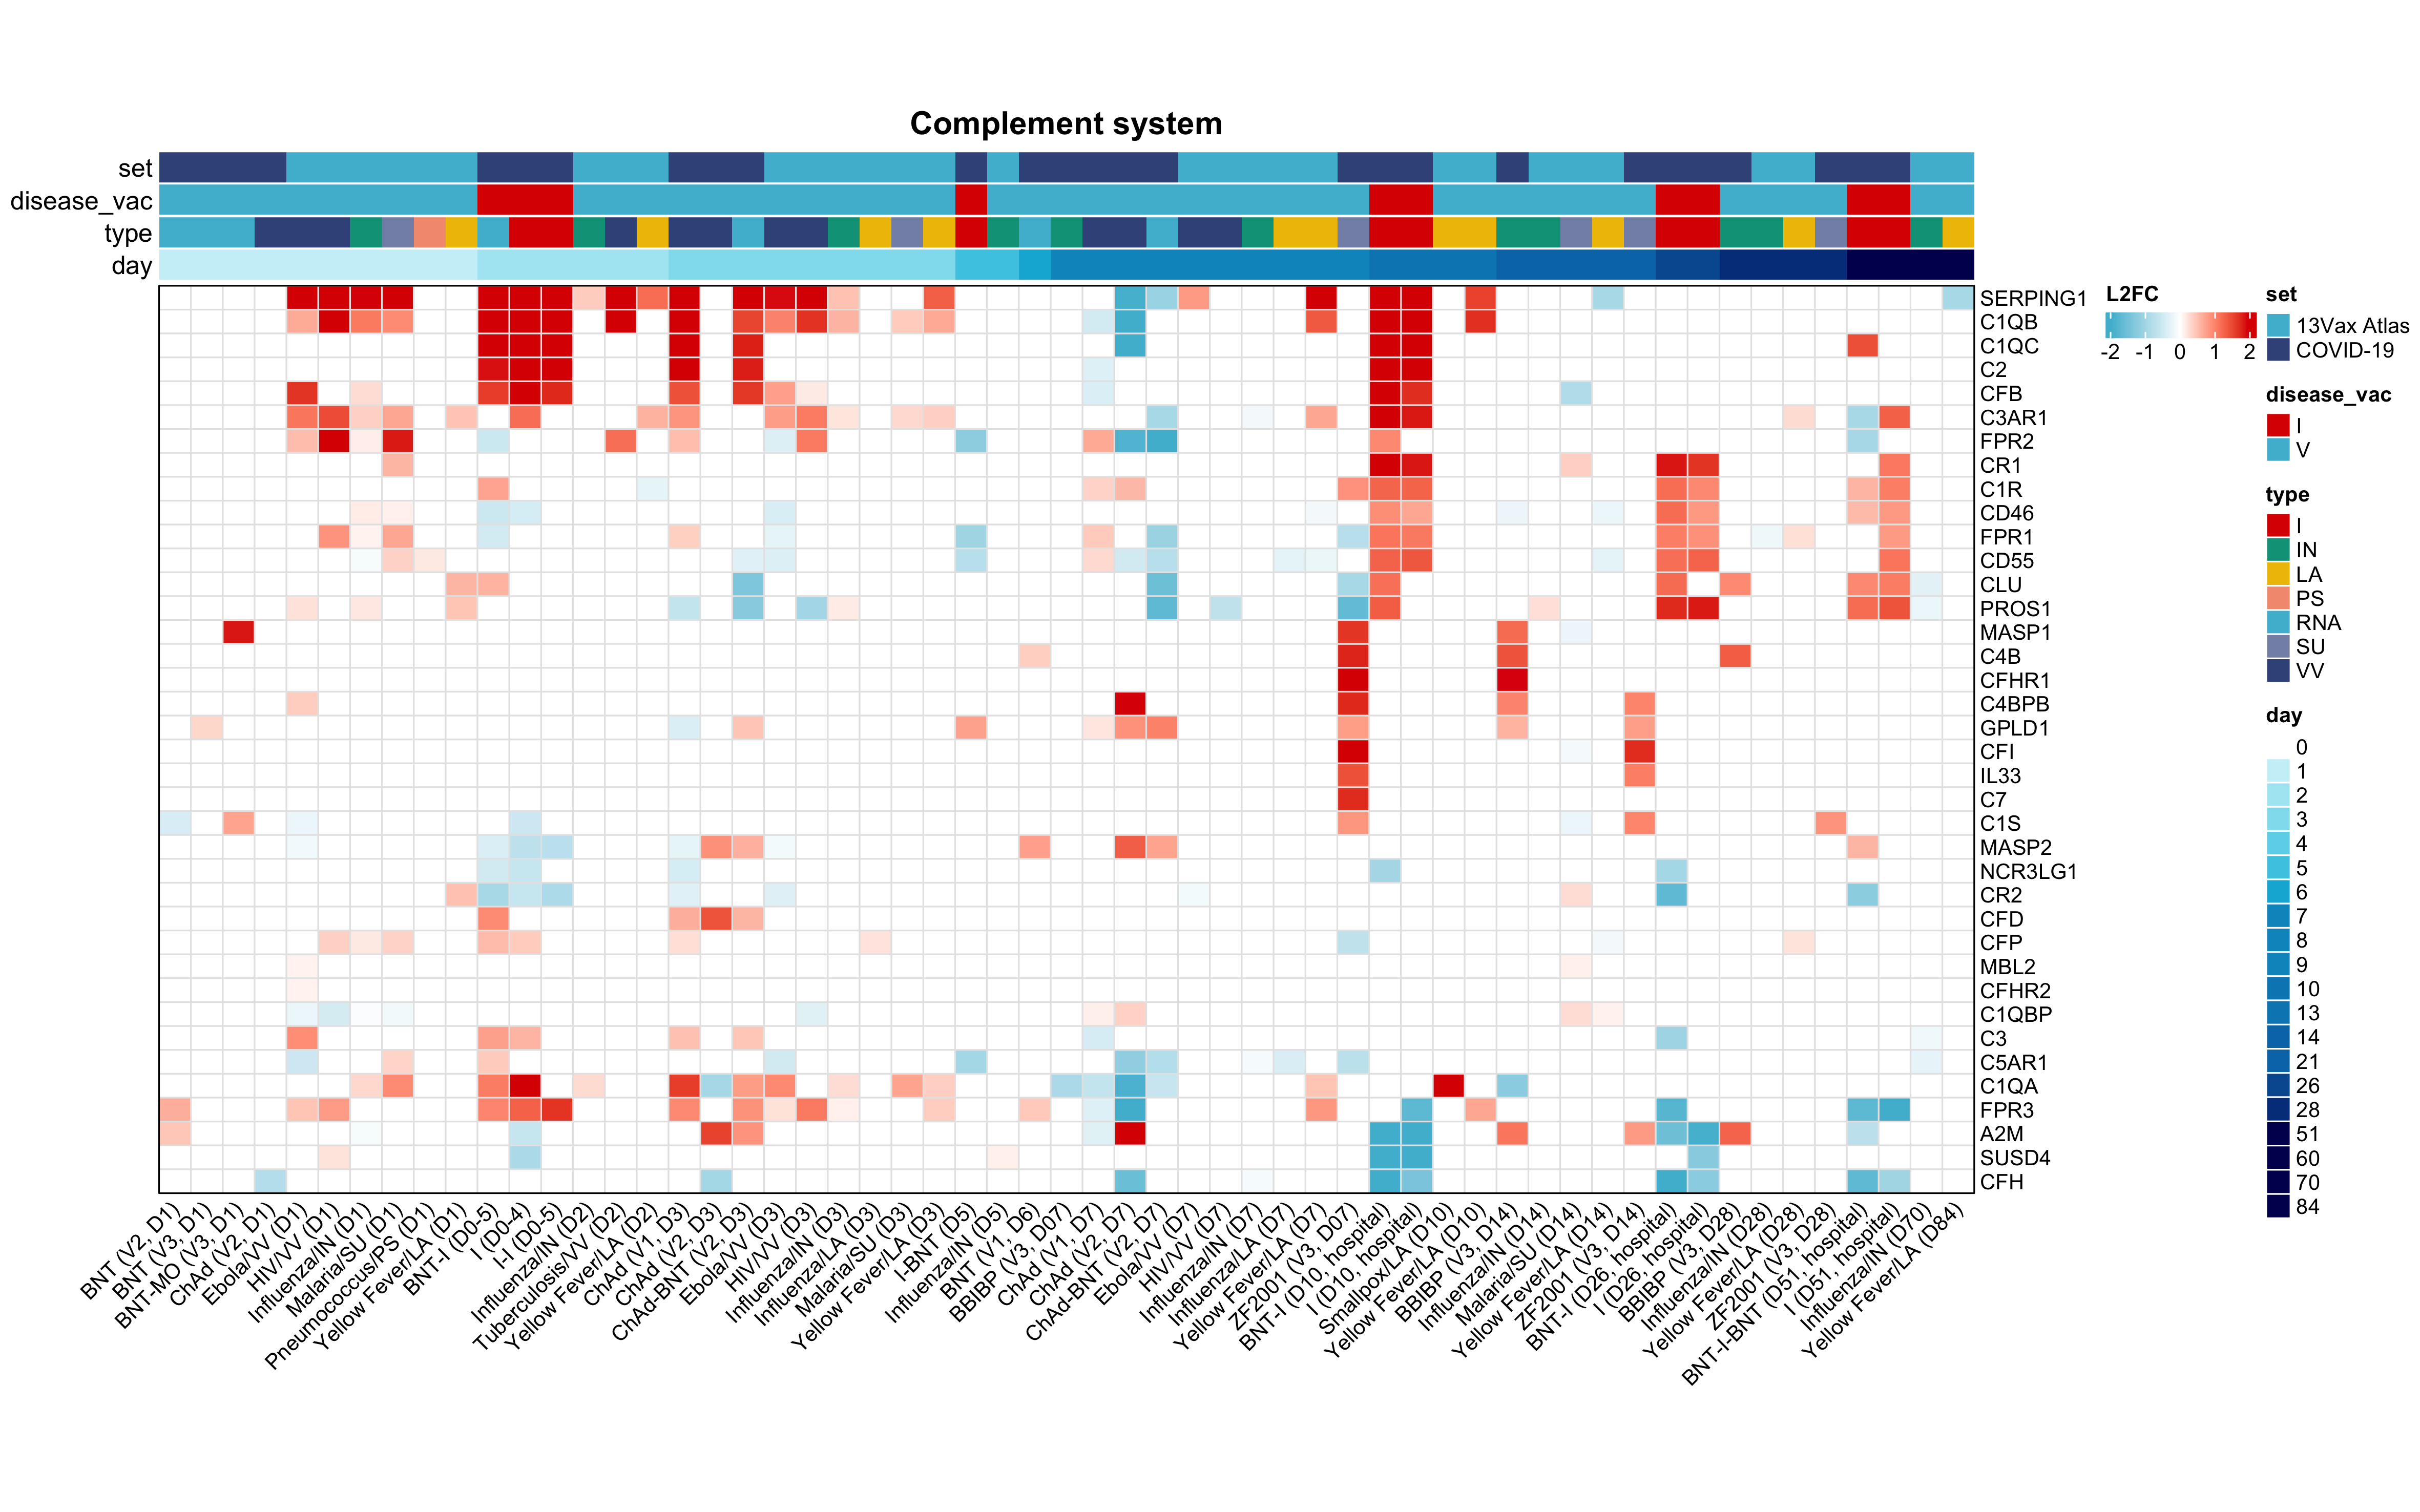 Complement system
set
disease_vac
type
day
SERPING1
C1QB
C1QC
C2
CFB
C3AR1
FPR2
CR1
C1R
CD46
FPR1
CD55
CLU
PROS1
MASP1
C4B
CFHR1
C4BPB
GPLD1
CFI
IL33
C7
C1S
MASP2
NCR3LG1
CR2
CFD
CFP
MBL2
CFHR2
C1QBP
C3
C5AR1
C1QA
FPR3
A2M
SUSD4
CFH
BNT (V2, D1)
BNT (V3, D1)
BNT-MO (V3, D1)
ChAd (V2, D1)
Ebola/VV (D1)
HIV/VV (D1)
Influenza/IN (D1)
Malaria/SU (D1)
Pneumococcus/PS (D1)
Yellow Fever/LA (D1)
BNT-I (D0-5)
I (D0-4)
I-I (D0-5)
Influenza/IN (D2)
Tuberculosis/VV (D2)
Yellow Fever/LA (D2)
ChAd (V1, D3)
ChAd (V2, D3)
ChAd-BNT (V2, D3)
Ebola/VV (D3)
HIV/VV (D3)
Influenza/IN (D3)
Influenza/LA (D3)
Malaria/SU (D3)
Yellow Fever/LA (D3)
I-BNT (D5)
Influenza/IN (D5)
BNT (V1, D6)
BBIBP (V3, D07)
ChAd (V1, D7)
ChAd (V2, D7)
ChAd-BNT (V2, D7)
Ebola/VV (D7)
HIV/VV (D7)
Influenza/IN (D7)
Influenza/LA (D7)
Yellow Fever/LA (D7)
ZF2001 (V3, D07)
BNT-I (D10, hospital)
I (D10, hospital)
Smallpox/LA (D10)
Yellow Fever/LA (D10)
BBIBP (V3, D14)
Influenza/IN (D14)
Malaria/SU (D14)
Yellow Fever/LA (D14)
ZF2001 (V3, D14)
BNT-I (D26, hospital)
I (D26, hospital)
BBIBP (V3, D28)
Influenza/IN (D28)
Yellow Fever/LA (D28)
ZF2001 (V3, D28)
BNT-I-BNT (D51, hospital)
I (D51, hospital)
Influenza/IN (D70)
Yellow Fever/LA (D84)
L2FC
-2 -1 0 1 2
set
13Vax Atlas
COVID-19
disease_vac
I
V
type
I
IN
LA
PS
RNA
SU
VV
day
0
1
2
3
4
5
6
7
8
9
10
13
14
21
26
28
51
60
70
84